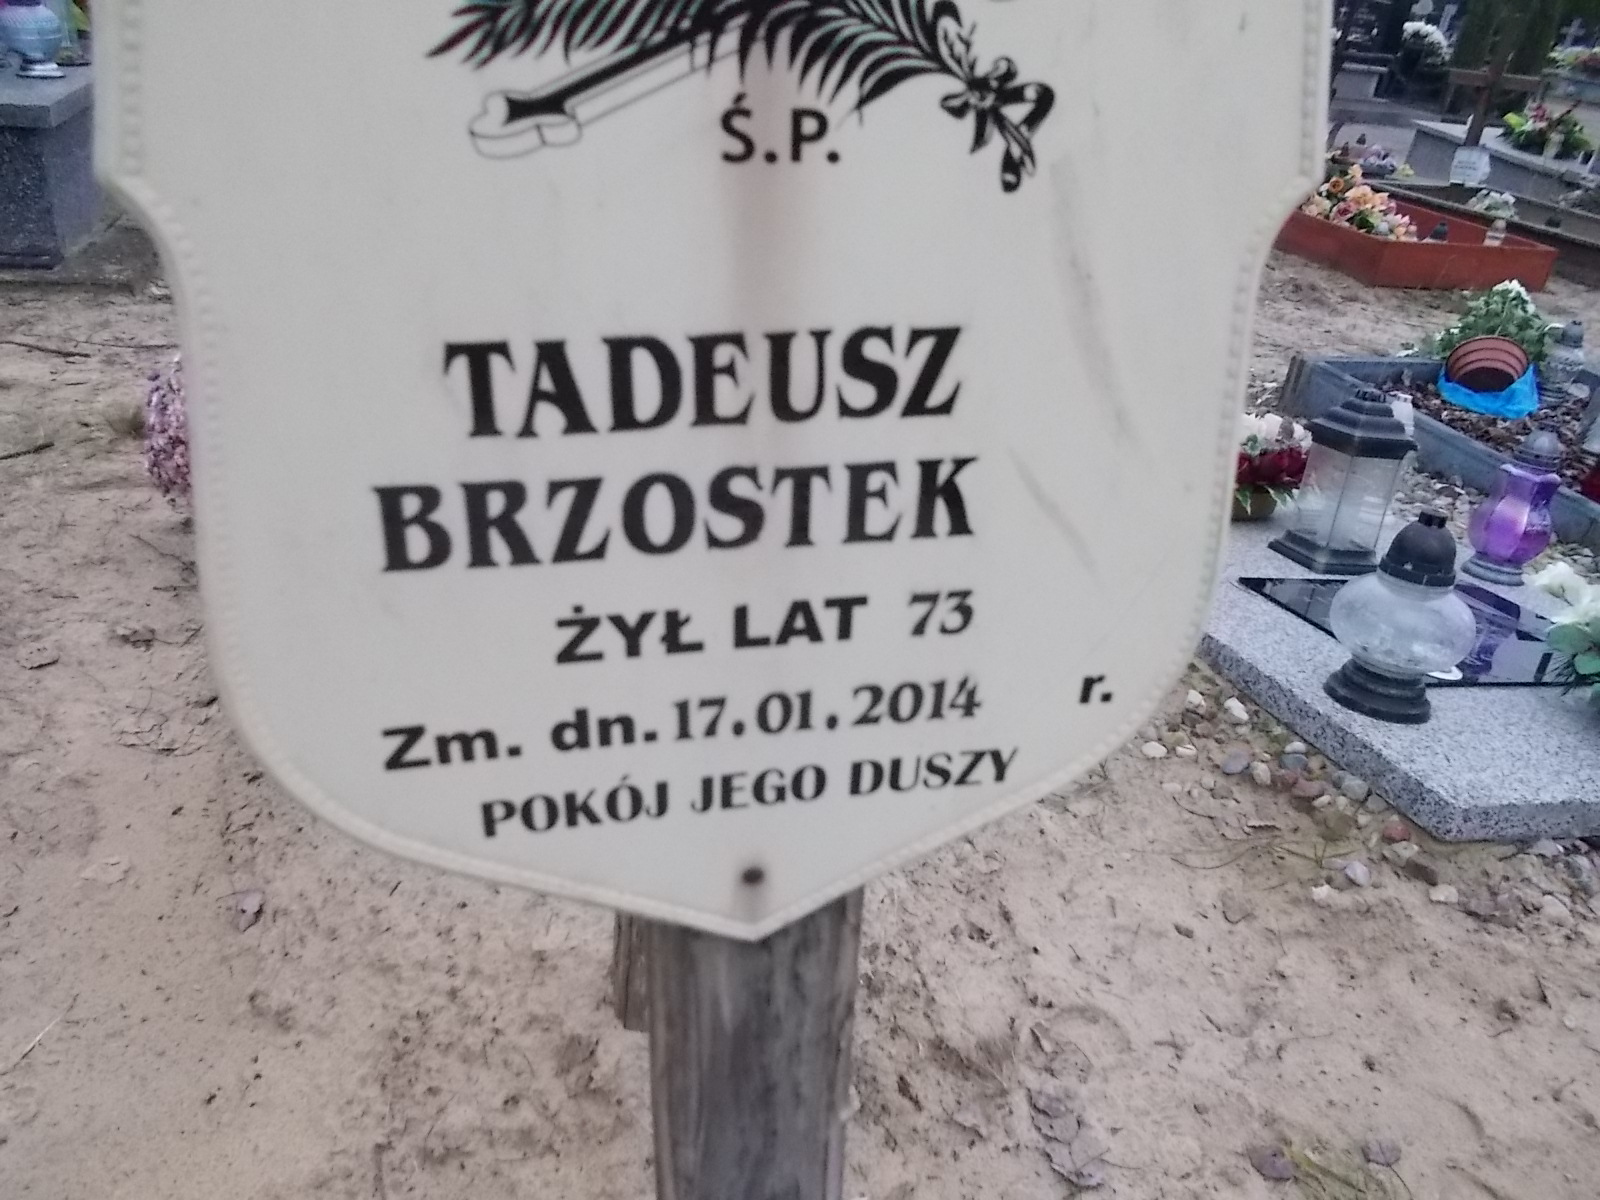 Ś.P.
TADEUSZ
BRZOSTEK
ŻYŁ LAT 73
Zm. dn. 17.01.2014 r.
POKÓJ JEGO DUSZY